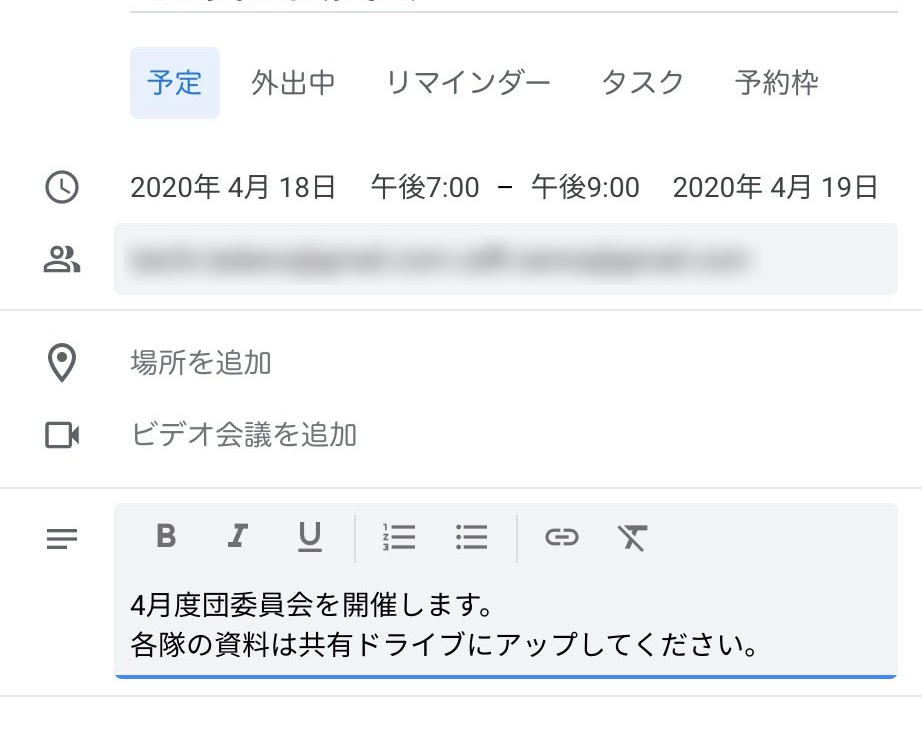 予定 外出中 リマインダー タスク 予約枠
2020年 4月 18日 午後7:00 – 午後9:00 2020年 4月 19日
場所を追加
ビデオ会議を追加
B I U
4月度団委員会を開催します。
各隊の資料は共有ドライブにアップしてください。